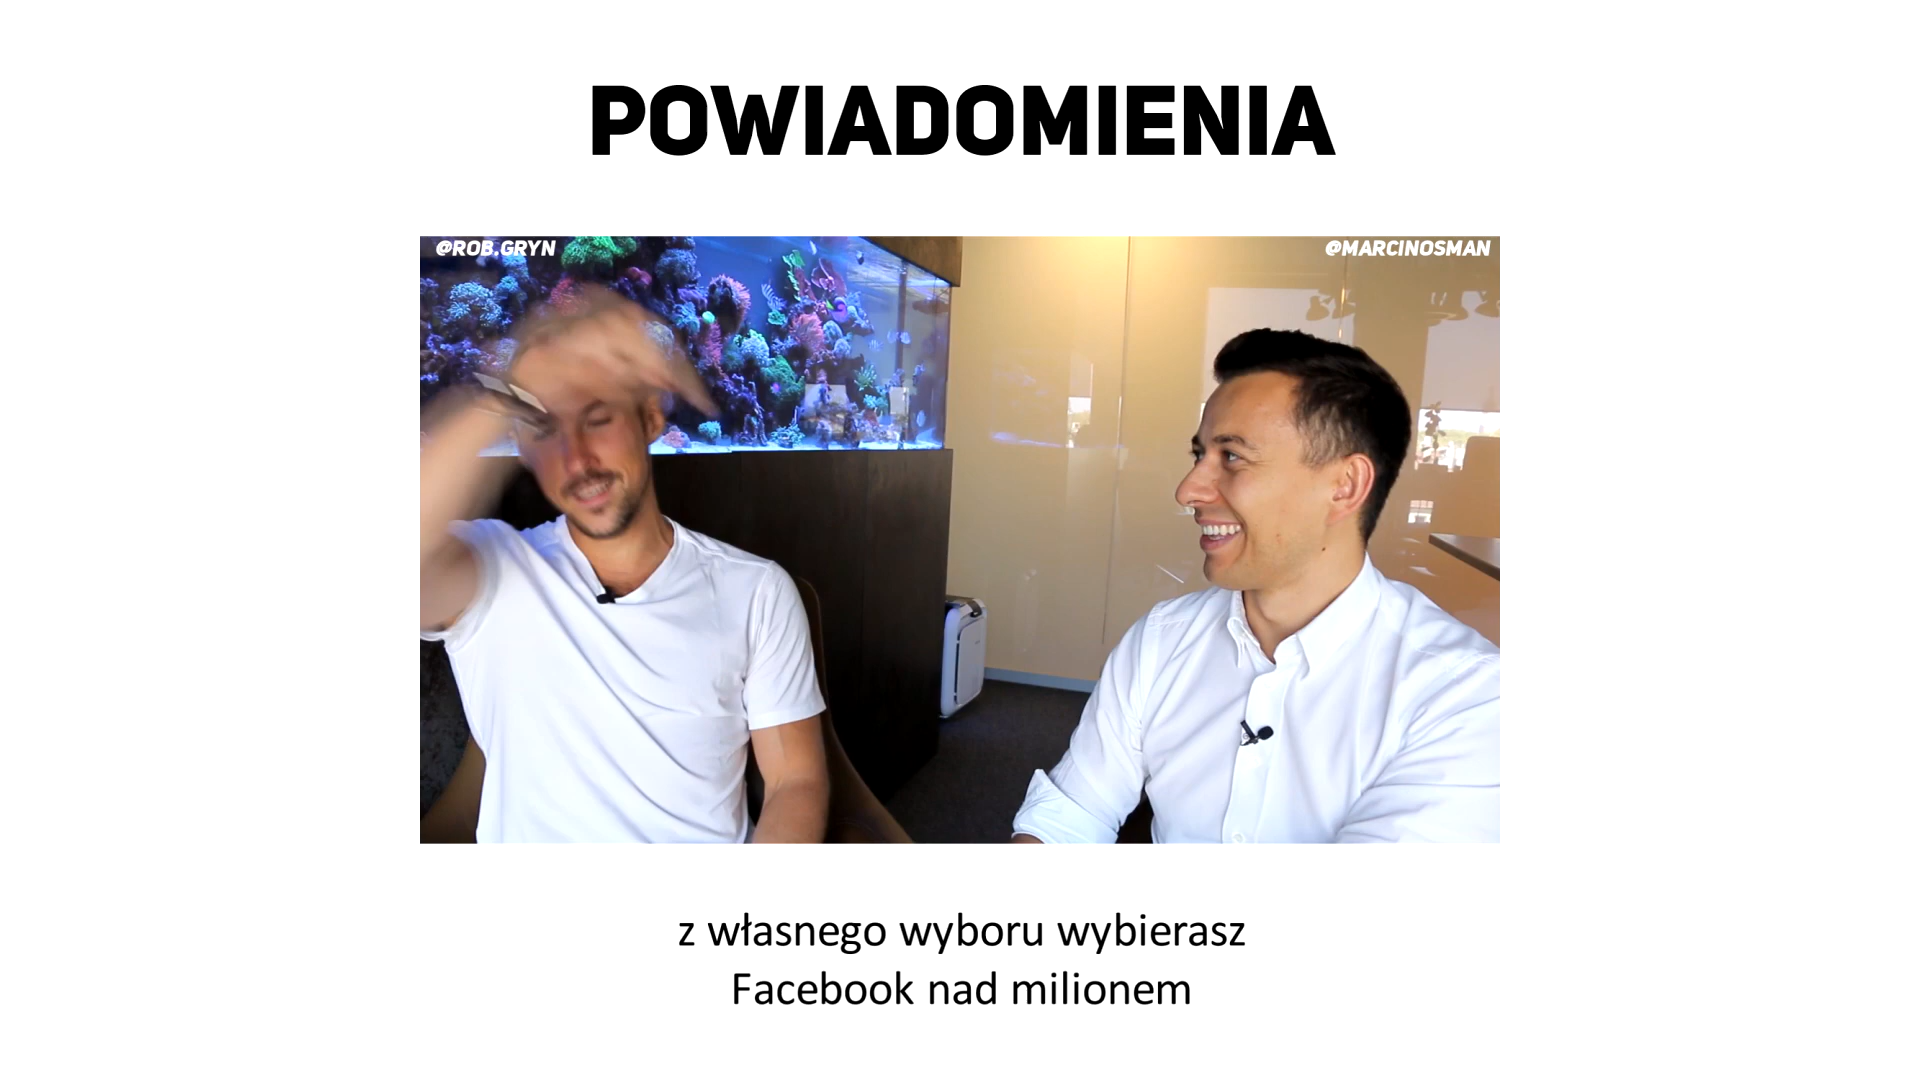 POWIADOMIENIA
@ROB.GRYN
@MARCINOSMAN
z własnego wyboru wybierasz
Facebook nad milionem